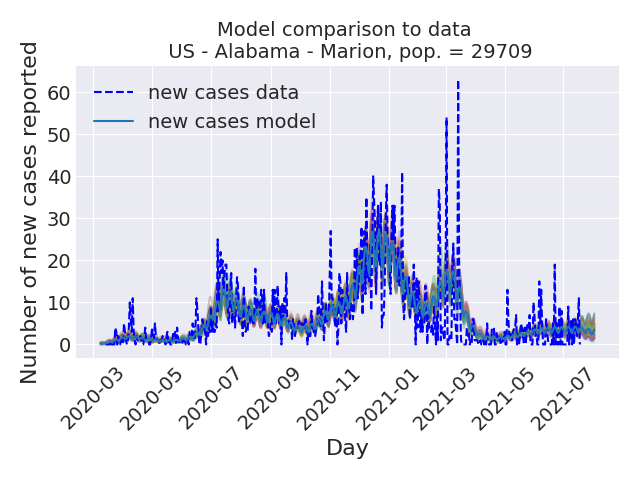 Model comparison to data
US - Alabama - Marion, pop. = 29709
Number of new cases reported
60
50
40
30
20
10
0
new cases data
new cases model
2020-03
2020-05
2020-07
2020-09
2020-11
2021-01
2021-03
2021-05
2021-07
Day